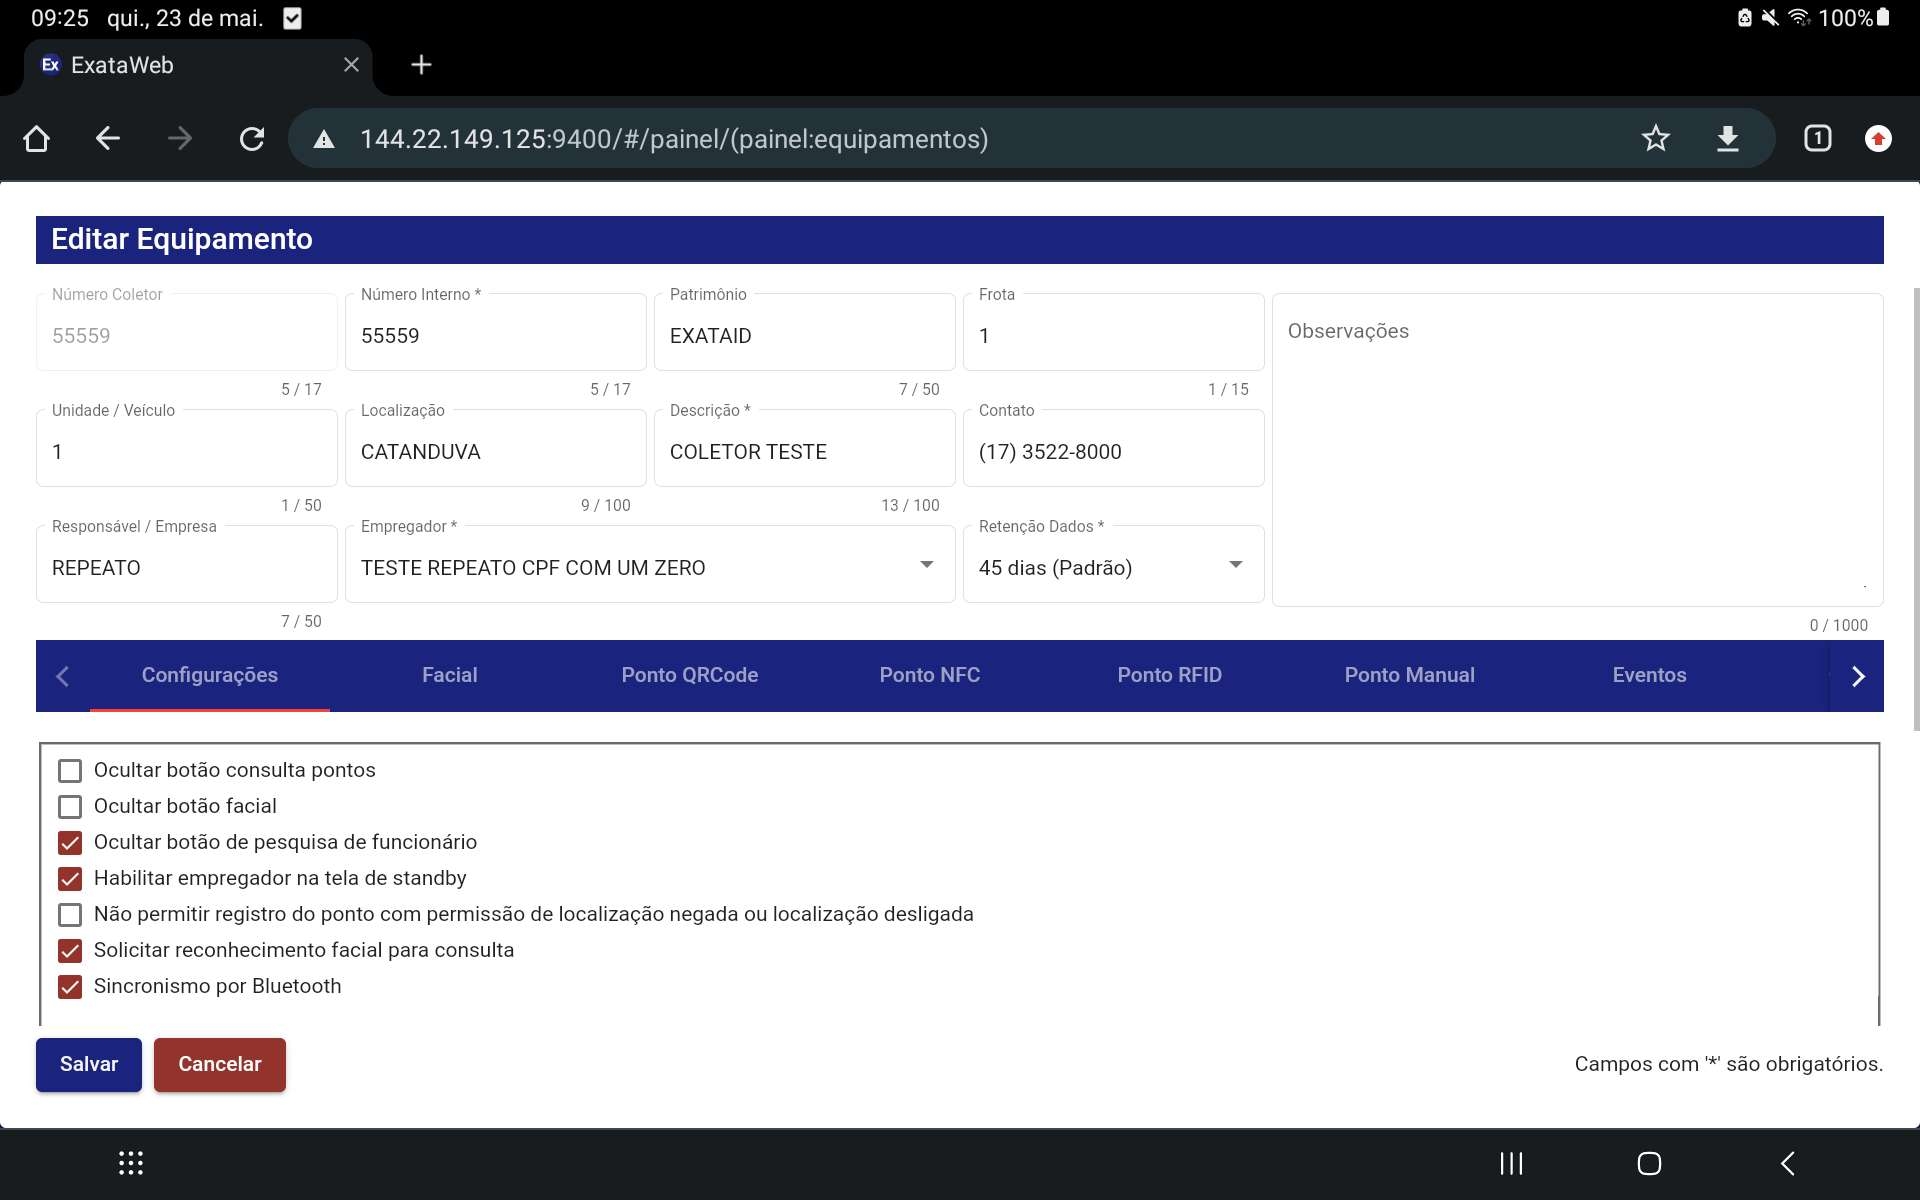 09:25 qui., 23 de mai. 100%
Ex ExataWeb
144.22.149.125:9400/#/painel/(painel:equipamentos) 1
Editar Equipamento
Número Coletor Número Interno * Patrimônio Frota
55559 55559 EXATAID 1 Observações
5 / 17 5 / 17 7 / 50 1 / 15
Unidade / Veículo Localização Descrição * Contato
1 CATANDUVA COLETOR TESTE (17) 3522-8000
1 / 50 9 / 100 13 / 100
Responsável / Empresa Empregador * Retenção Dados *
REPEATO TESTE REPEATO CPF COM UM ZERO 45 dias (Padrão)
7 / 50 0 / 1000
Configurações Facial Ponto QRCode Ponto NFC Ponto RFID Ponto Manual Eventos
Ocultar botão consulta pontos
Ocultar botão facial
Ocultar botão de pesquisa de funcionário
Habilitar empregador na tela de standby
Não permitir registro do ponto com permissão de localização negada ou localização desligada
Solicitar reconhecimento facial para consulta
Sincronismo por Bluetooth
Salvar Cancelar Campos com '*' são obrigatórios.